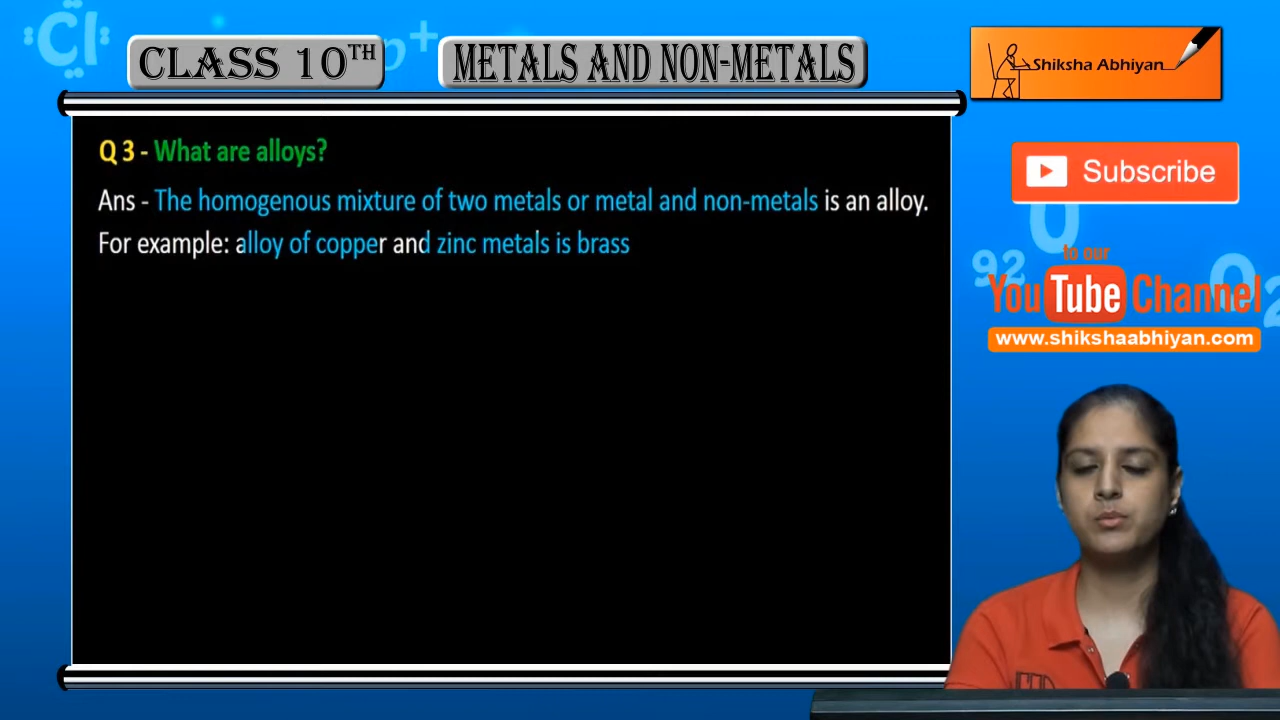 CLASS 10TH
METALS AND NON-METALS
Shiksha Abhiyan
Q 3 - What are alloys?
Ans - The homogenous mixture of two metals or metal and non-metals is an alloy.
For example: alloy of copper and zinc metals is brass
Subscribe
to our
YouTube Channel
www.shikshaabhiyan.com
92